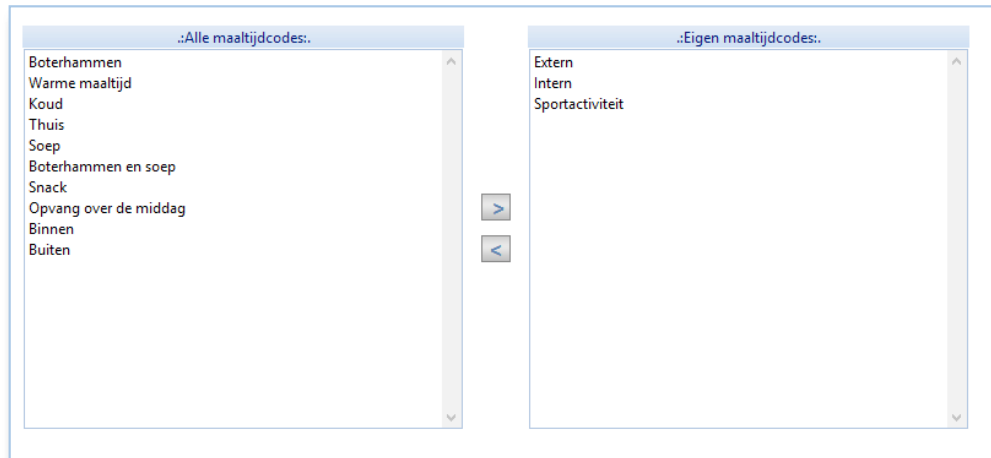 .:Alle maaltijdcodes:.
Boterhammen
Warme maaltijd
Koud
Thuis
Soep
Boterhammen en soep
Snack
Opvang over de middag
Binnen
Buiten
>
<
.:Eigen maaltijdcodes:.
Extern
Intern
Sportactiviteit